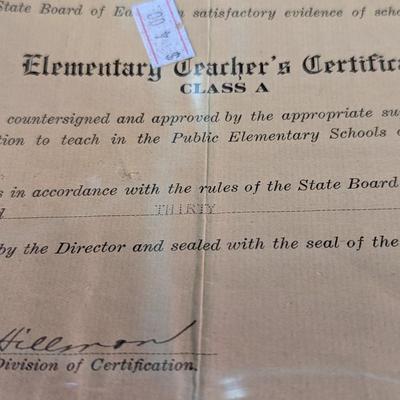 State Board of Ed satisfactory evidence of scho
$ 4.00
Elementary Teacher's Certifica
CLASS A
countersigned and approved by the appropriate su
tion to teach in the Public Elementary Schools
s in accordance with the rules of the State Board
THIRTY
by the Director and sealed with the seal of the
Hillman
Division of Certification.